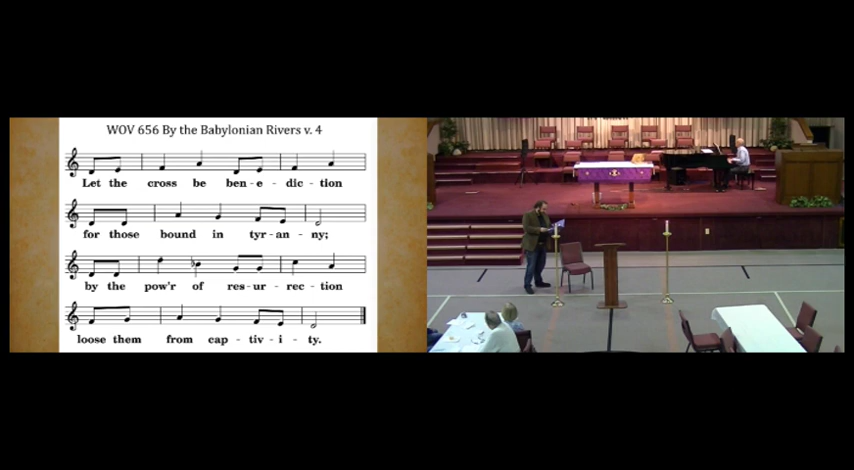 WOV 656 By the Babylonian Rivers v. 4
Let the cross be ben - e - dic - tion
for those bound in tyr - an - ny;
by the pow'r of res - ur - rec - tion
loose them from cap - tiv - i - ty.